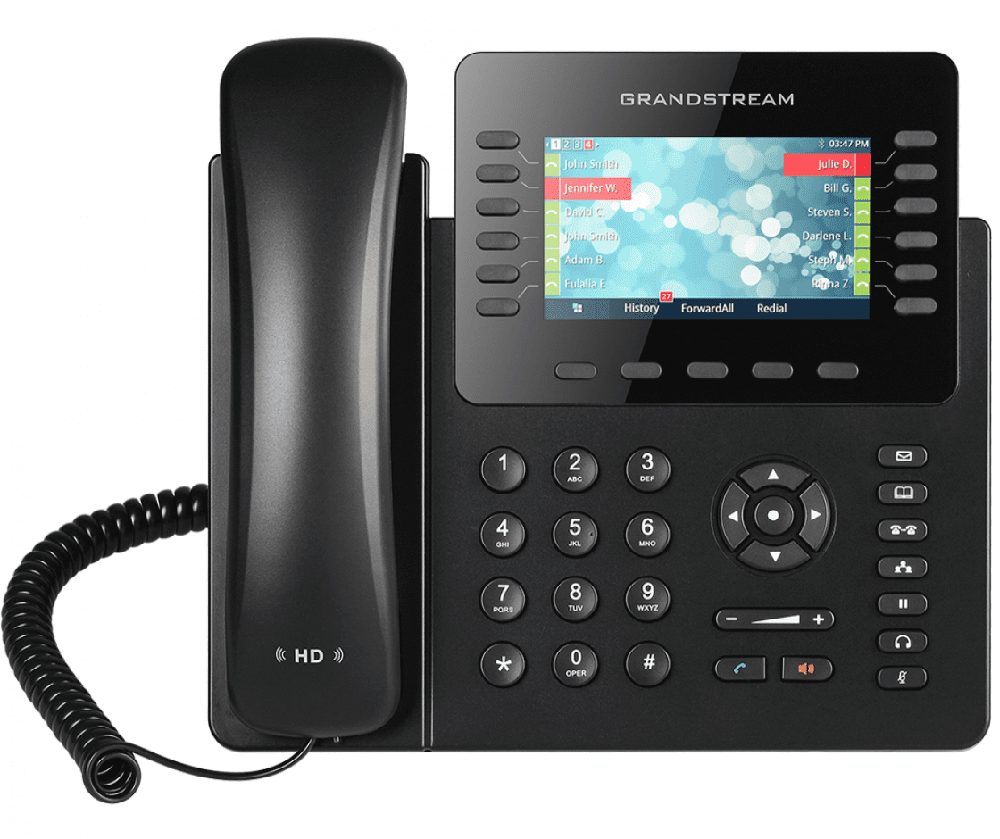 GRANDSTREAM
1 2 3 4
03:47 PM
John Smith
Julie D.
Jennifer W.
Bill G.
David C.
Steven S.
John Smith
Darlene L.
Adam B.
Steph M.
Eulalia E
Rinna Z.
27
History ForwardAll Redial
1
2 ABC
3 DEF
4 GHI
5 JKL
6 MNO
7 PQRS
8 TUV
9 WXYZ
*
0 OPER
#
− +
HD